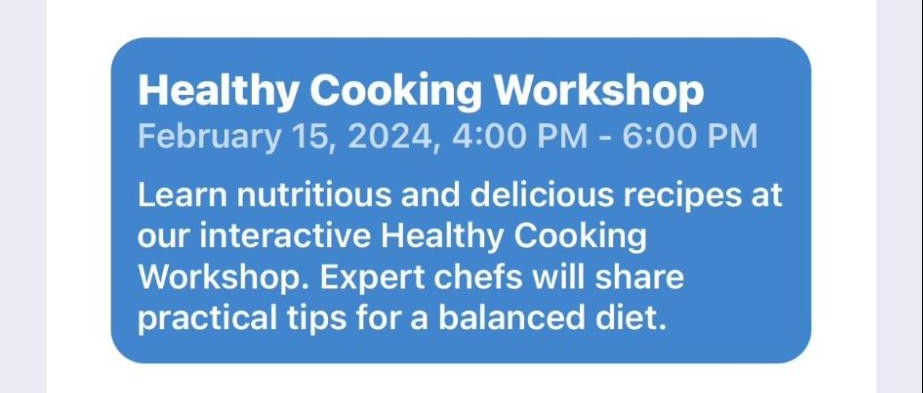 Healthy Cooking Workshop
February 15, 2024, 4:00 PM - 6:00 PM
Learn nutritious and delicious recipes at
our interactive Healthy Cooking
Workshop. Expert chefs will share
practical tips for a balanced diet.